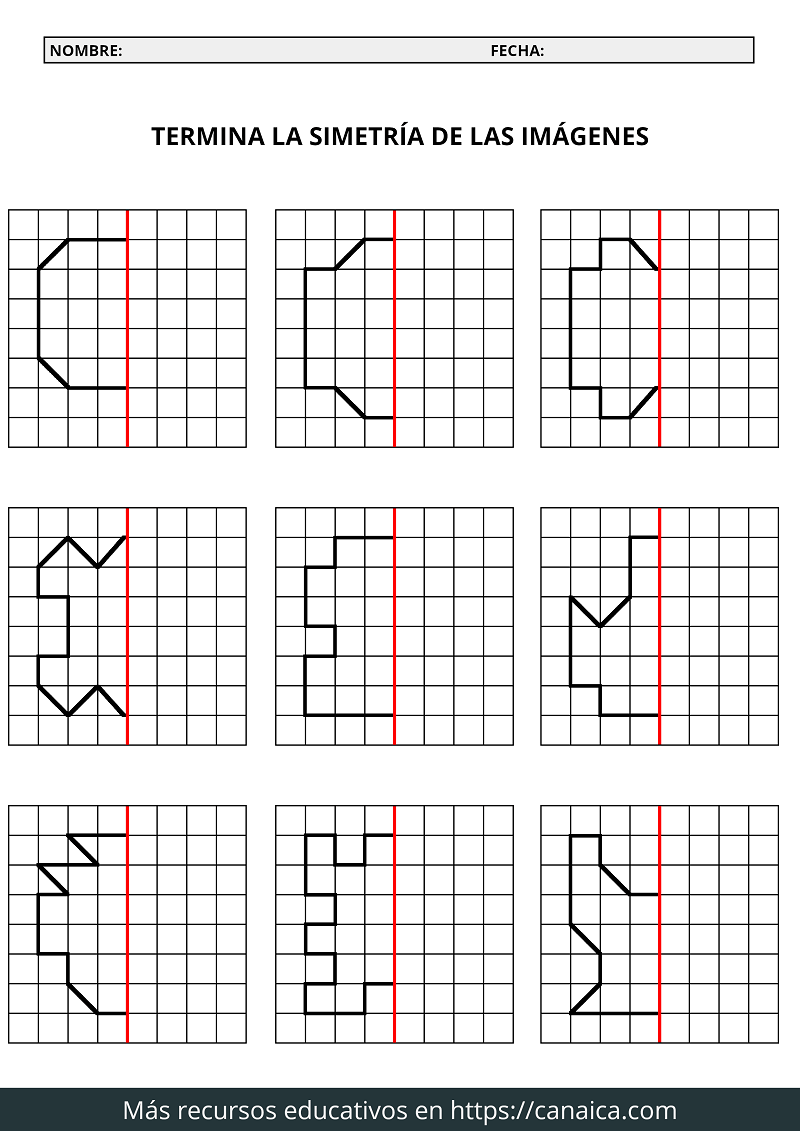 NOMBRE: FECHA:
TERMINA LA SIMETRÍA DE LAS IMÁGENES
Más recursos educativos en https://canaica.com